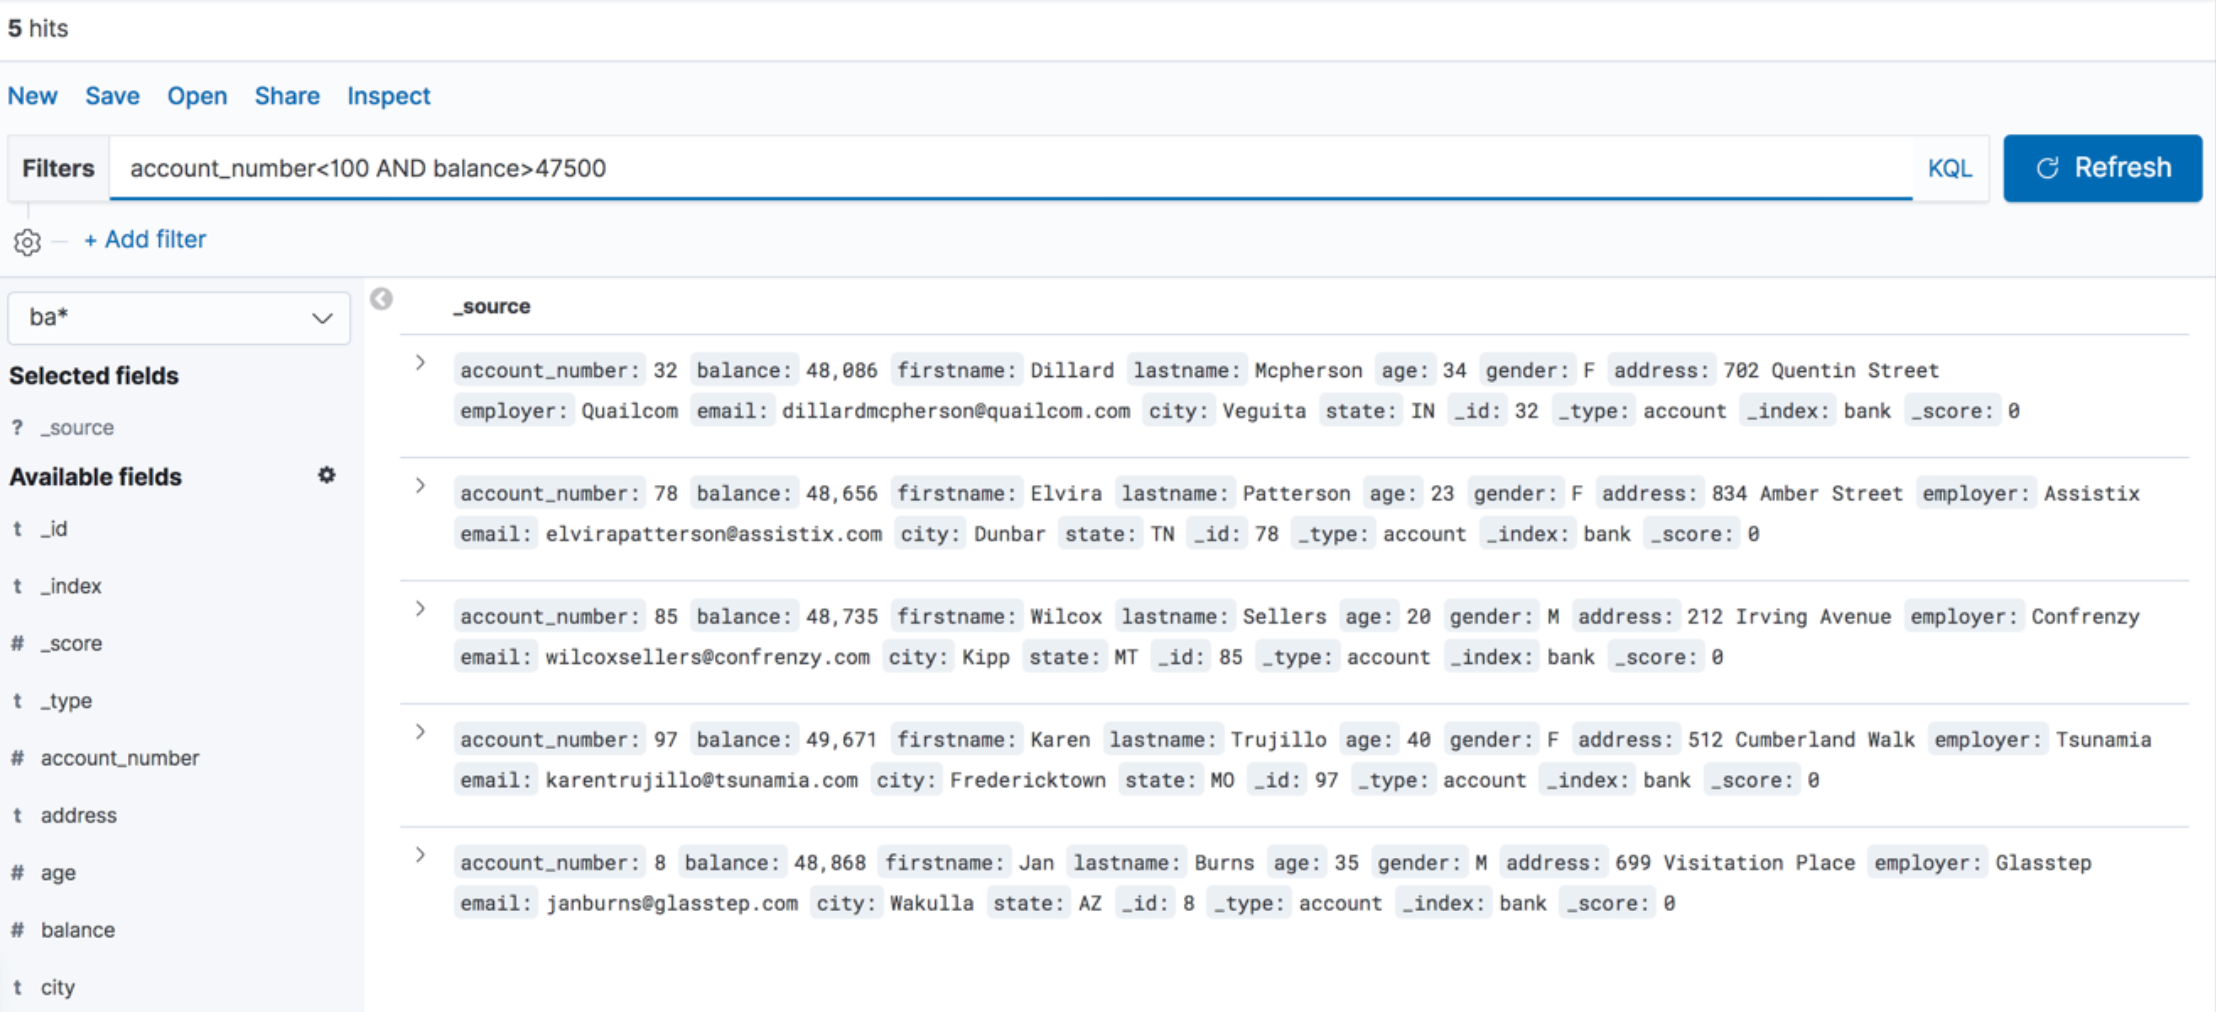 5 hits
New Save Open Share Inspect
Filters account_number<100 AND balance>47500 KQL Refresh
+ Add filter
ba*
Selected fields
? _source
Available fields
t _id
t _index
# _score
t _type
# account_number
t address
# age
# balance
t city
_source
account_number: 32 balance: 48,086 firstname: Dillard lastname: Mcpherson age: 34 gender: F address: 702 Quentin Street
employer: Quailcom email: dillardmcpherson@quailcom.com city: Veguita state: IN _id: 32 _type: account _index: bank _score: 0
account_number: 78 balance: 48,656 firstname: Elvira lastname: Patterson age: 23 gender: F address: 834 Amber Street employer: Assistix
email: elvirapatterson@assistix.com city: Dunbar state: TN _id: 78 _type: account _index: bank _score: 0
account_number: 85 balance: 48,735 firstname: Wilcox lastname: Sellers age: 20 gender: M address: 212 Irving Avenue employer: Confrenzy
email: wilcoxsellers@confrenzy.com city: Kipp state: MT _id: 85 _type: account _index: bank _score: 0
account_number: 97 balance: 49,671 firstname: Karen lastname: Trujillo age: 40 gender: F address: 512 Cumberland Walk employer: Tsunamia
email: karentrujillo@tsunamia.com city: Fredericktown state: MO _id: 97 _type: account _index: bank _score: 0
account_number: 8 balance: 48,868 firstname: Jan lastname: Burns age: 35 gender: M address: 699 Visitation Place employer: Glasstep
email: janburns@glasstep.com city: Wakulla state: AZ _id: 8 _type: account _index: bank _score: 0